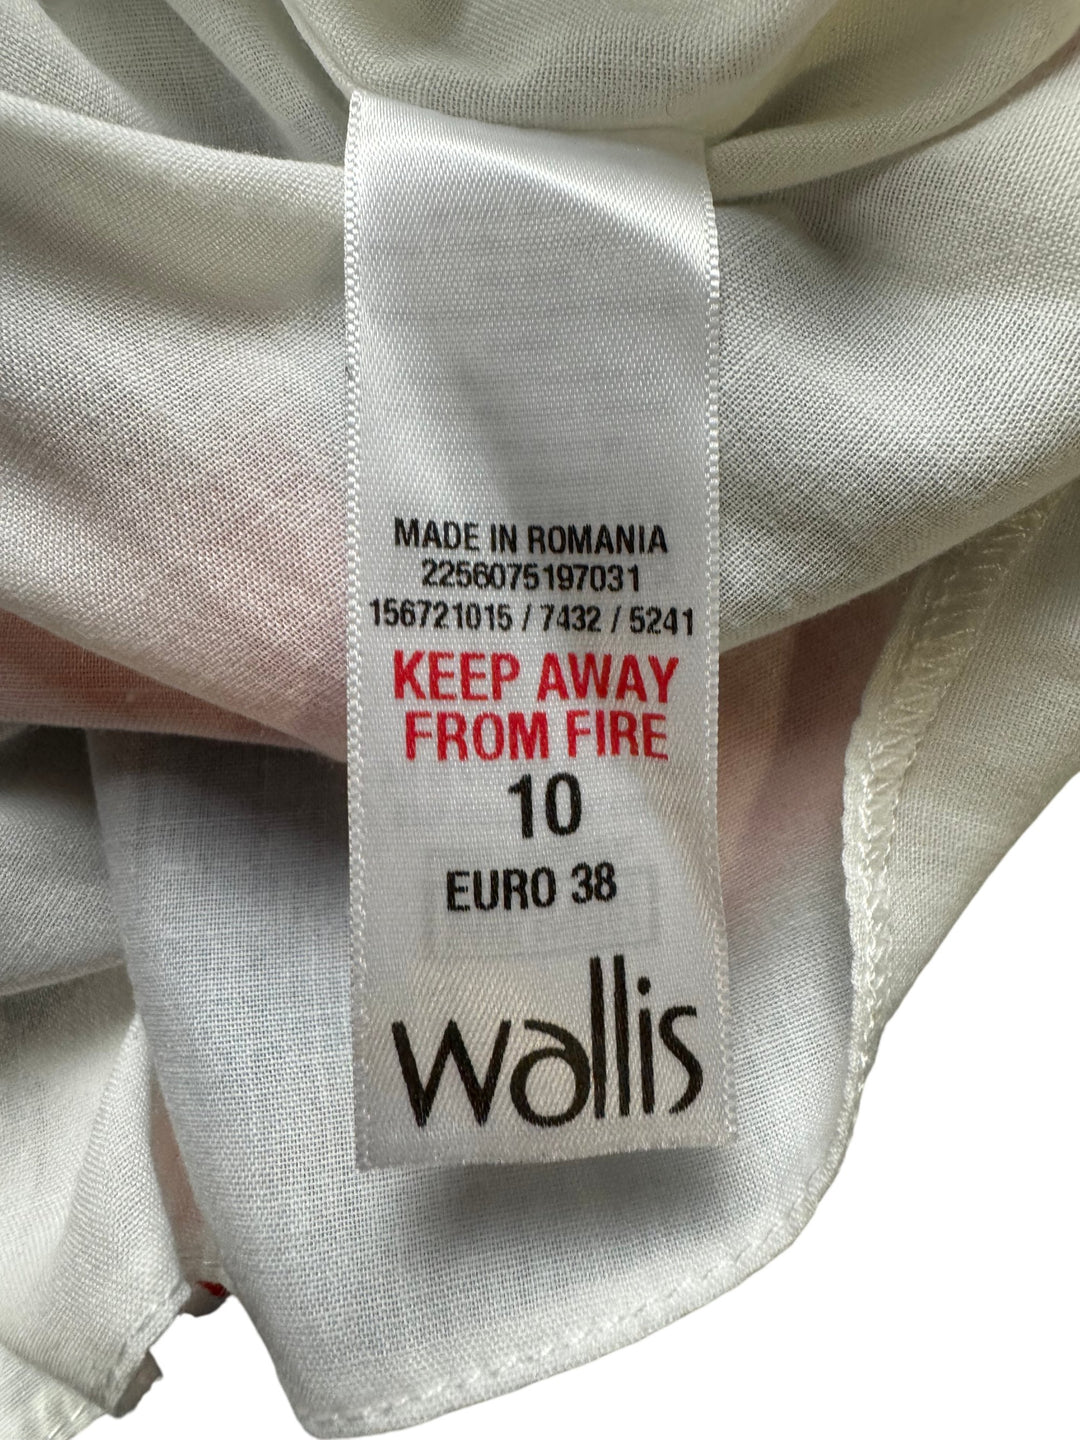 MADE IN ROMANIA
2256075197031
156721015 / 7432 / 5241
KEEP AWAY
FROM FIRE
10
EURO 38
wallis